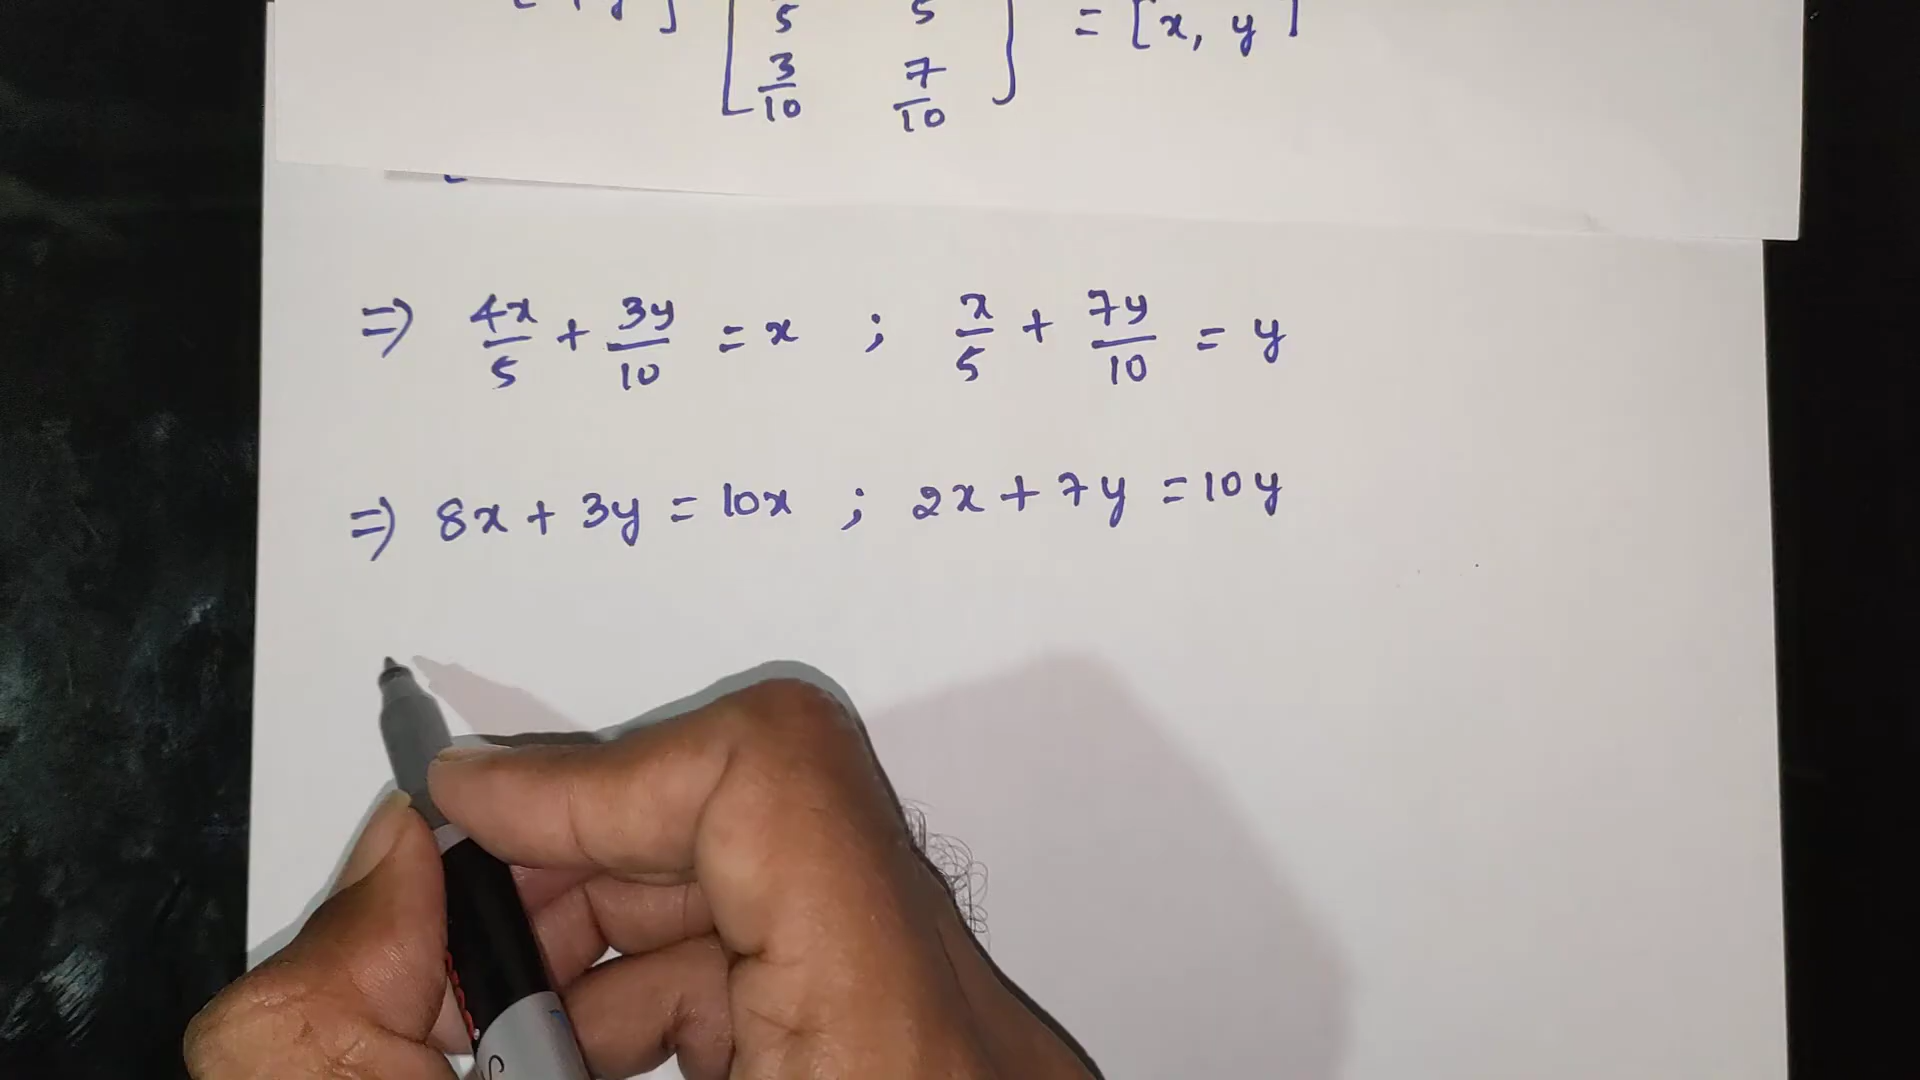 y ] [ 5 5 = [x, y]
3/10 7/10
⇒ 4x/5 + 3y/10 = x ; x/5 + 7y/10 = y
⇒ 8x + 3y = 10x ; 2x + 7y = 10y